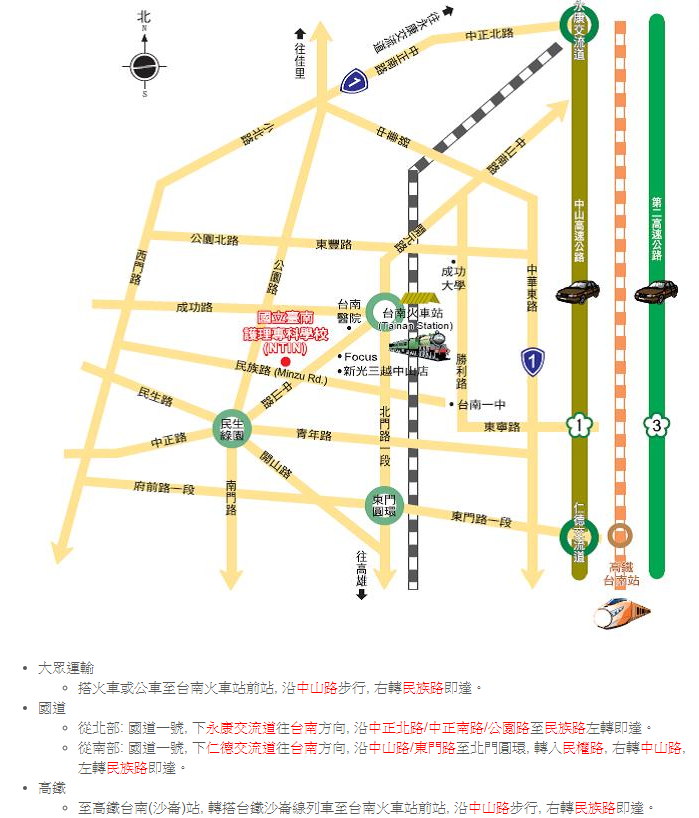 北
N
S
往佳里
往永康交流道
中正南路
中正北路
1
永康交流道
小北路
中華路
中山南路
公園北路
東豐路
開元路
西門路
公園路
成功大學
中華東路
中山高速公路
第二高速公路
成功路
國立臺南
護理專科學校
(NTIN)
台南
醫院
台南火車站
(Tainan Station)
民族路 (Minzu Rd.)
Focus
新光三越中山店
中山路
勝利路
1
民生路
台南一中
北門路一段
民生
綠園
中正路
青年路
東寧路
1
3
開山路
南門路
府前路一段
東門
圓環
東門路一段
仁德交流道
往高雄
高鐵
台南站
• 大眾運輸
○ 搭火車或公車至台南火車站前站, 沿中山路步行, 右轉民族路即達。
• 國道
○ 從北部: 國道一號, 下永康交流道往台南方向, 沿中正北路/中正南路/公園路至民族路左轉即達。
○ 從南部: 國道一號, 下仁德交流道往台南方向, 沿中山路/東門路至北門圓環, 轉入民權路, 右轉中山路,
左轉民族路即達。
• 高鐵
○ 至高鐵台南(沙崙)站, 轉搭台鐵沙崙線列車至台南火車站前站, 沿中山路步行, 右轉民族路即達。